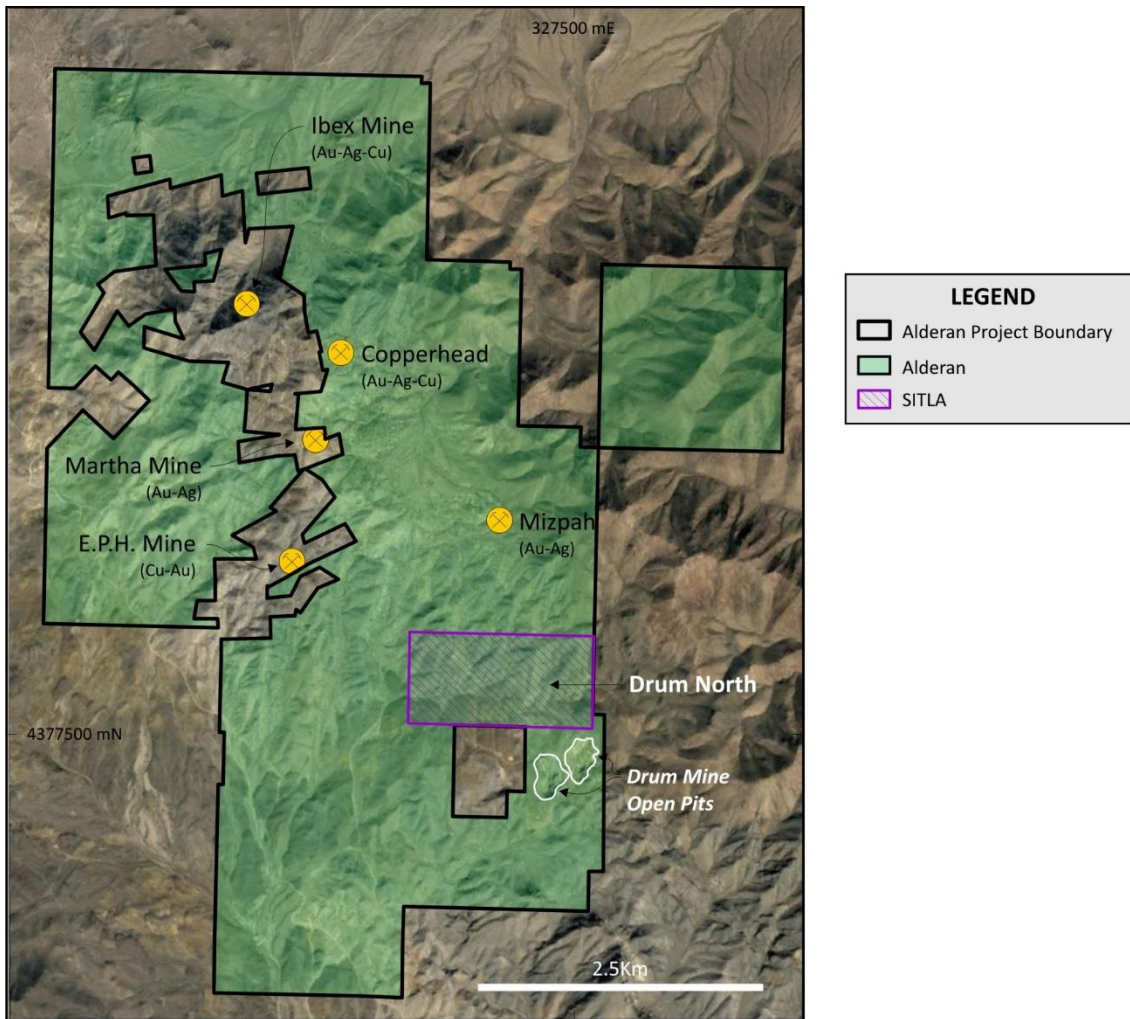 327500 mE
Ibex Mine
(Au-Ag-Cu)
Copperhead
(Au-Ag-Cu)
Martha Mine
(Au-Ag)
Mizpah
(Au-Ag)
E.P.H. Mine
(Cu-Au)
Drum North
4377500 mN
Drum Mine
Open Pits
2.5Km
LEGEND
Alderan Project Boundary
Alderan
SITLA